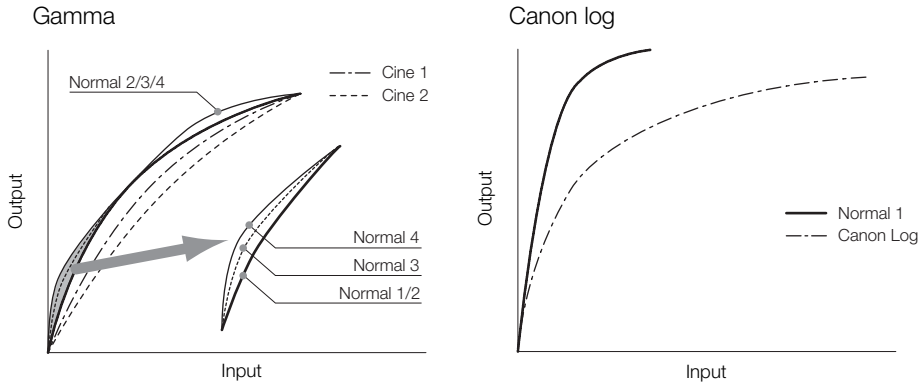 Gamma
Canon log
Normal 2/3/4
Cine 1
Cine 2
Output
Normal 4
Normal 3
Normal 1/2
Input
Output
Normal 1
Canon Log
Input